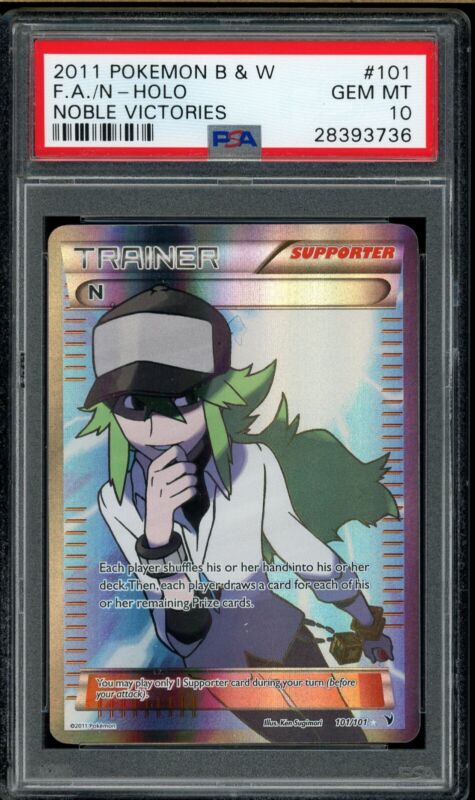 2011 POKEMON B & W #101
F.A./N-HOLO GEM MT
NOBLE VICTORIES 10
PSA 28393736
TRAINER SUPPORTER
N
Each player shuffles his or her hand into his or her
deck. Then, each player draws a card for each of his
or her remaining Prize cards.
You may play only 1 Supporter card during your turn (before
your attack).
©2011 Pokémon Illus. Ken Sugimori 101/101
PSA